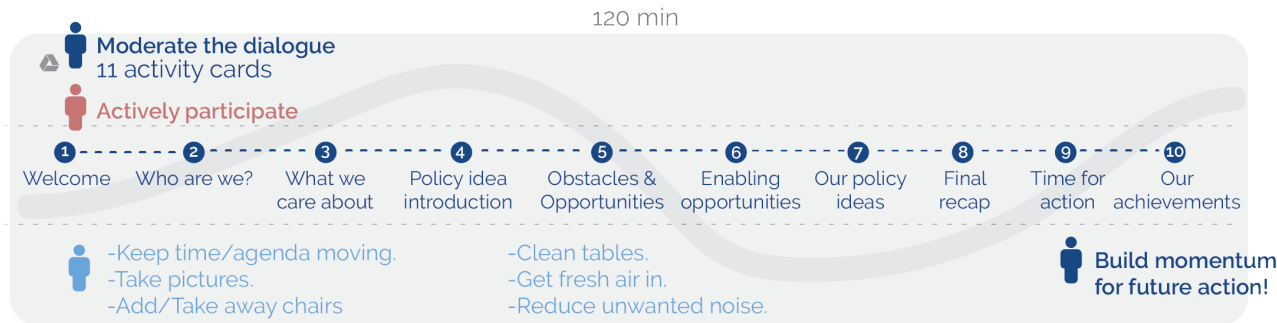 120 min
Moderate the dialogue
11 activity cards
Actively participate
1 2 3 4 5 6 7 8 9 10
Welcome
Who are we?
What we
care about
Policy idea
introduction
Obstacles &
Opportunities
Enabling
opportunities
Our policy
ideas
Final
recap
Time for
action
Our
achievements
-Keep time/agenda moving.
-Take pictures.
-Add/Take away chairs
-Clean tables.
-Get fresh air in.
-Reduce unwanted noise.
Build momentum
for future action!